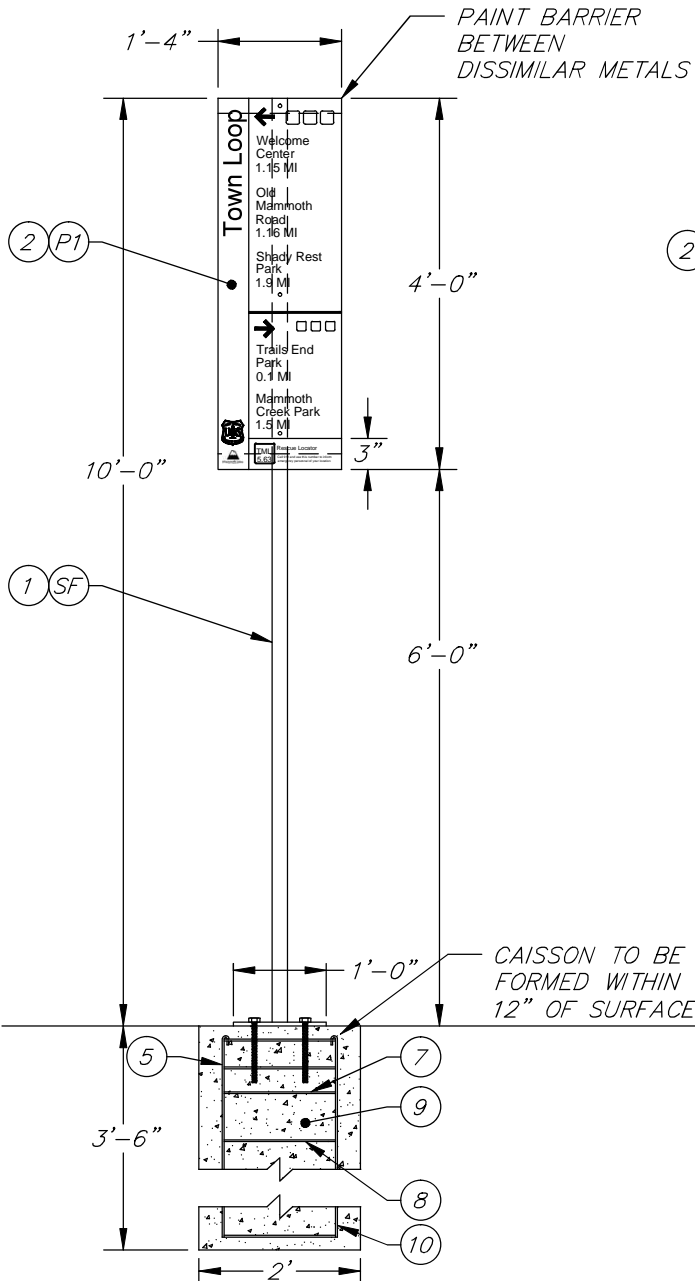 PAINT BARRIER
BETWEEN
DISSIMILAR METALS
1'-4"
Town Loop
Welcome
Center
1.15 MI
Old
Mammoth
Road
1.16 MI
Shady Rest
Park
1.9 MI
Trails End
Park
0.1 MI
Mammoth
Creek Park
1.5 MI
TML
5.63
Rescue Locator
2 P1
2
4'-0"
3"
10'-0"
1 SF
6'-0"
1'-0"
CAISSON TO BE
FORMED WITHIN
12" OF SURFACE
5
7
9
3'-6"
8
10
2'